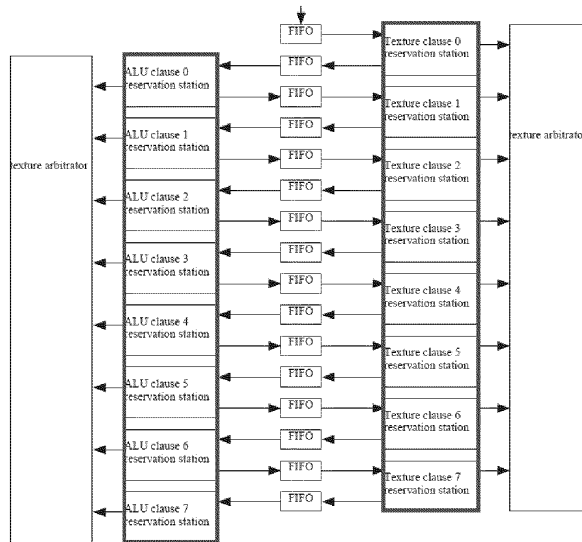 FIFO
Texture clause 0
reservation station
FIFO
ALU clause 0
reservation station
FIFO
Texture clause 1
reservation station
texture arbitrator
FIFO
ALU clause 1
reservation station
texture arbitrator
FIFO
Texture clause 2
reservation station
FIFO
ALU clause 2
reservation station
FIFO
Texture clause 3
reservation station
FIFO
ALU clause 3
reservation station
FIFO
Texture clause 4
reservation station
FIFO
ALU clause 4
reservation station
FIFO
Texture clause 5
reservation station
FIFO
ALU clause 5
reservation station
FIFO
Texture clause 6
reservation station
FIFO
ALU clause 6
reservation station
FIFO
Texture clause 7
reservation station
FIFO
ALU clause 7
reservation station